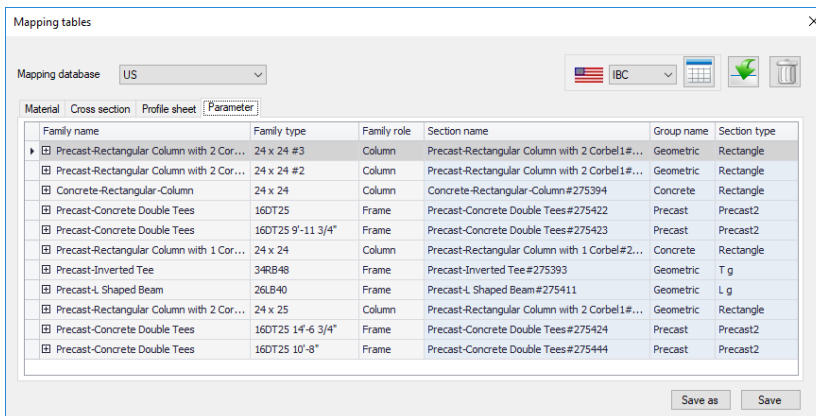 Mapping tables
Mapping database US IBC
Material Cross section Profile sheet Parameter
Family name Family type Family role Section name Group name Section type
Precast-Rectangular Column with 2 Cor... 24 x 24 #3 Column Precast-Rectangular Column with 2 Corbel1#... Geometric Rectangle
Precast-Rectangular Column with 2 Cor... 24 x 24 #2 Column Precast-Rectangular Column with 2 Corbel1#... Geometric Rectangle
Concrete-Rectangular-Column 24 x 24 Column Concrete-Rectangular-Column#275394 Concrete Rectangle
Precast-Concrete Double Tees 16DT25 Frame Precast-Concrete Double Tees#275422 Precast Precast2
Precast-Concrete Double Tees 16DT25 9'-11 3/4" Frame Precast-Concrete Double Tees#275423 Precast Precast2
Precast-Rectangular Column with 1 Cor... 24 x 24 Column Precast-Rectangular Column with 1 Corbel#2... Concrete Rectangle
Precast-Inverted Tee 34RB48 Frame Precast-Inverted Tee#275393 Geometric T g
Precast-L Shaped Beam 26LB40 Frame Precast-L Shaped Beam#275411 Geometric L g
Precast-Rectangular Column with 2 Cor... 24 x 25 Column Precast-Rectangular Column with 2 Corbel1#... Geometric Rectangle
Precast-Concrete Double Tees 16DT25 14'-6 3/4" Frame Precast-Concrete Double Tees#275424 Precast Precast2
Precast-Concrete Double Tees 16DT25 10'-8" Frame Precast-Concrete Double Tees#275444 Precast Precast2
Save as Save